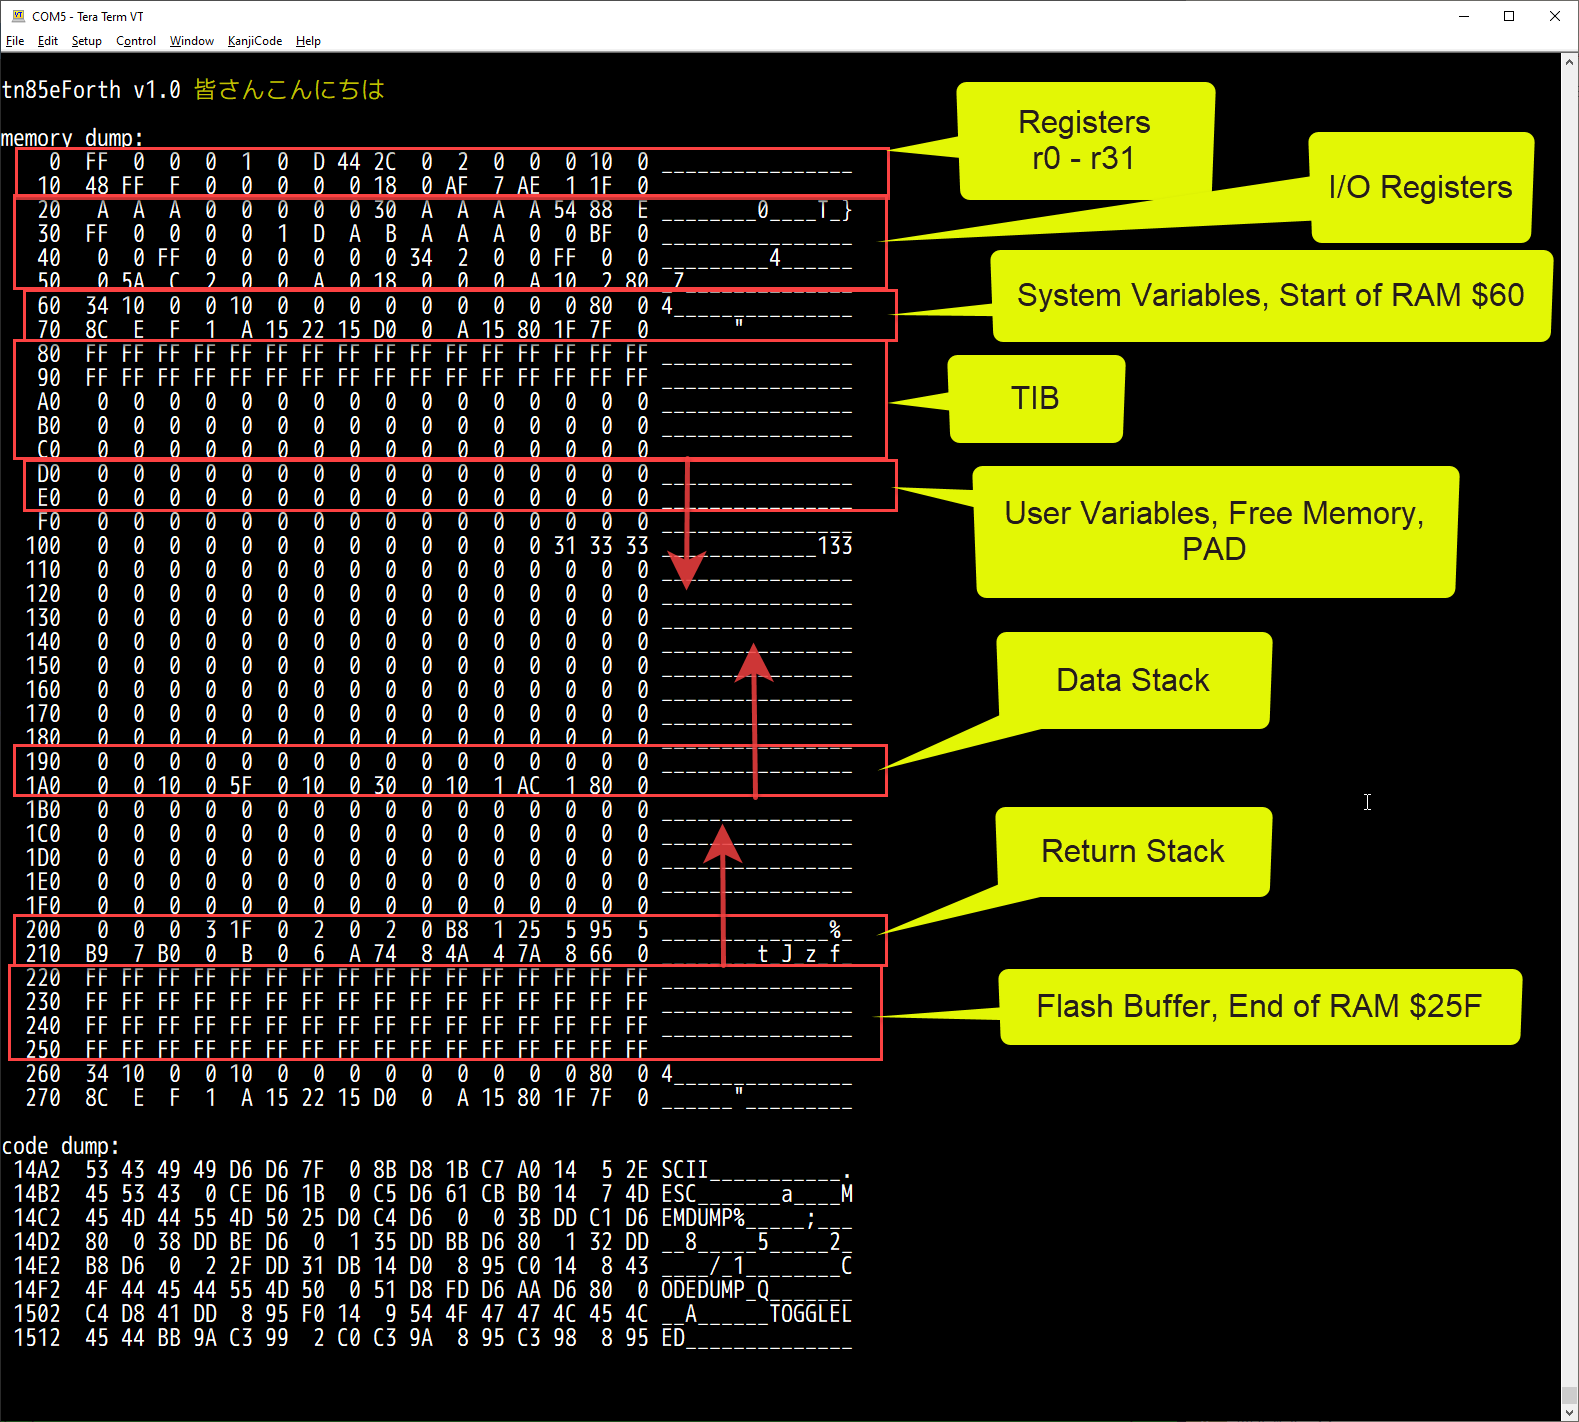 COM5 - Tera Term VT
File Edit Setup Control Window KanjiCode Help
tn85eForth v1.0 皆さんこんにちは
memory dump:
0 FF 0 0 0 1 0 D 44 2C 0 2 0 0 0 10 0 ________________
10 48 FF F 0 0 0 0 0 18 0 AF 7 AE 1 1F 0
20 A A A 0 0 0 0 30 A A A A 54 88 E ________0____T_}
30 FF 0 0 0 0 1 D A B A A A 0 0 BF 0 ________________
40 0 0 FF 0 0 0 0 0 0 34 2 0 0 FF 0 0 _________4______
50 0 5A C 2 0 0 A 0 18 0 0 0 A 10 2 80 _Z______________
60 34 10 0 0 10 0 0 0 0 0 0 0 0 0 80 0 4_______________
70 8C E F 1 A 15 22 15 D0 0 A 15 80 1F 7F 0 "
80 FF FF FF FF FF FF FF FF FF FF FF FF FF FF FF FF ________________
90 FF FF FF FF FF FF FF FF FF FF FF FF FF FF FF FF ________________
A0 0 0 0 0 0 0 0 0 0 0 0 0 0 0 0 0 ________________
B0 0 0 0 0 0 0 0 0 0 0 0 0 0 0 0 0 ________________
C0 0 0 0 0 0 0 0 0 0 0 0 0 0 0 0 0
D0 0 0 0 0 0 0 0 0 0 0 0 0 0 0 0 0 ________________
E0 0 0 0 0 0 0 0 0 0 0 0 0 0 0 0 0 ________________
F0 0 0 0 0 0 0 0 0 0 0 0 0 0 0 0 0 ________________
100 0 0 0 0 0 0 0 0 0 0 0 0 0 31 33 33 _____________133
110 0 0 0 0 0 0 0 0 0 0 0 0 0 0 0 0 ________________
120 0 0 0 0 0 0 0 0 0 0 0 0 0 0 0 0 ________________
130 0 0 0 0 0 0 0 0 0 0 0 0 0 0 0 0 ________________
140 0 0 0 0 0 0 0 0 0 0 0 0 0 0 0 0 ________________
150 0 0 0 0 0 0 0 0 0 0 0 0 0 0 0 0 ________________
160 0 0 0 0 0 0 0 0 0 0 0 0 0 0 0 0 ________________
170 0 0 0 0 0 0 0 0 0 0 0 0 0 0 0 0 ________________
180 0 0 0 0 0 0 0 0 0 0 0 0 0 0 0 0 ________________
190 0 0 0 0 0 0 0 0 0 0 0 0 0 0 0 0 ________________
1A0 0 0 10 0 5F 0 10 0 30 0 10 1 AC 1 80 0
1B0 0 0 0 0 0 0 0 0 0 0 0 0 0 0 0 0 ________________
1C0 0 0 0 0 0 0 0 0 0 0 0 0 0 0 0 0 ________________
1D0 0 0 0 0 0 0 0 0 0 0 0 0 0 0 0 0 ________________
1E0 0 0 0 0 0 0 0 0 0 0 0 0 0 0 0 0 ________________
1F0 0 0 0 0 0 0 0 0 0 0 0 0 0 0 0 0 ________________
200 0 0 0 3 1F 0 2 0 2 0 B8 1 25 5 95 5 ______________%_
210 B9 7 B0 0 B 0 6 A 74 8 4A 4 7A 8 66 0 ________t_J_z_f_
220 FF FF FF FF FF FF FF FF FF FF FF FF FF FF FF FF ________________
230 FF FF FF FF FF FF FF FF FF FF FF FF FF FF FF FF ________________
240 FF FF FF FF FF FF FF FF FF FF FF FF FF FF FF FF ________________
250 FF FF FF FF FF FF FF FF FF FF FF FF FF FF FF FF
260 34 10 0 0 10 0 0 0 0 0 0 0 0 0 80 0 4_______________
270 8C E F 1 A 15 22 15 D0 0 A 15 80 1F 7F 0 ______"_________
code dump:
14A2 53 43 49 49 D6 D6 7F 0 8B D8 1B C7 A0 14 5 2E SCII___________.
14B2 45 53 43 0 CE D6 1B 0 C5 D6 61 CB B0 14 7 4D ESC_______a____M
14C2 45 4D 44 55 4D 50 25 D0 C4 D6 0 0 3B DD C1 D6 EMDUMP%_____;___
14D2 80 0 38 DD BE D6 0 1 35 DD BB D6 80 1 32 DD __8_____5_____2_
14E2 B8 D6 0 2 2F DD 31 DB 14 D0 8 95 C0 14 8 43 ____/_1________C
14F2 4F 44 45 44 55 4D 50 0 51 D8 FD D6 AA D6 80 0 ODEDUMP_Q_______
1502 C4 D8 41 DD 8 95 F0 14 9 54 4F 47 47 4C 45 4C __A______TOGGLEL
1512 45 44 BB 9A C3 99 2 C0 C3 9A 8 95 C3 98 8 95 ED______________
Registers
r0 - r31
I/O Registers
System Variables, Start of RAM $60
TIB
User Variables, Free Memory,
PAD
Data Stack
Return Stack
Flash Buffer, End of RAM $25F